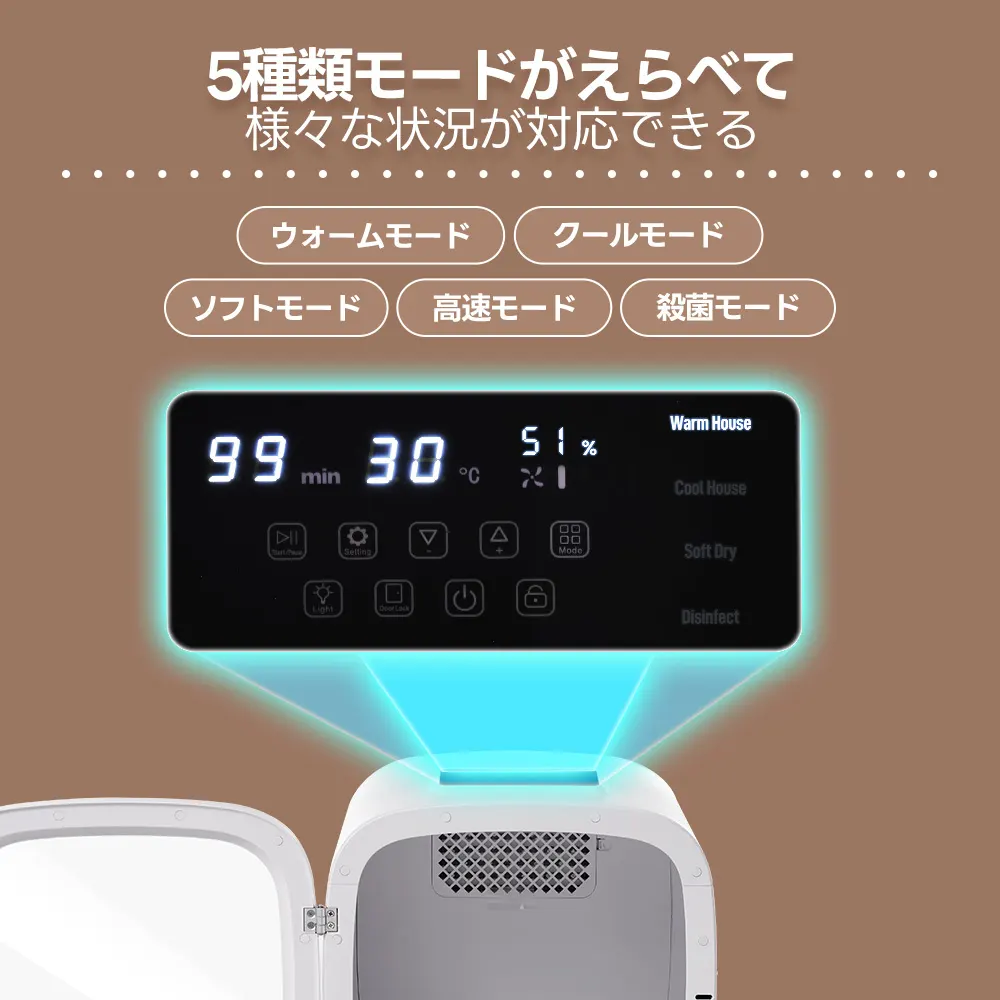 5種類モードがえらべて
様々な状況が対応できる
ウォームモード クールモード
ソフトモード 高速モード 殺菌モード
99 min 30 °C 51 %
Warm House
Cool House
Soft Dry
Disinfect
Setting - + Mode
Light Door Lock